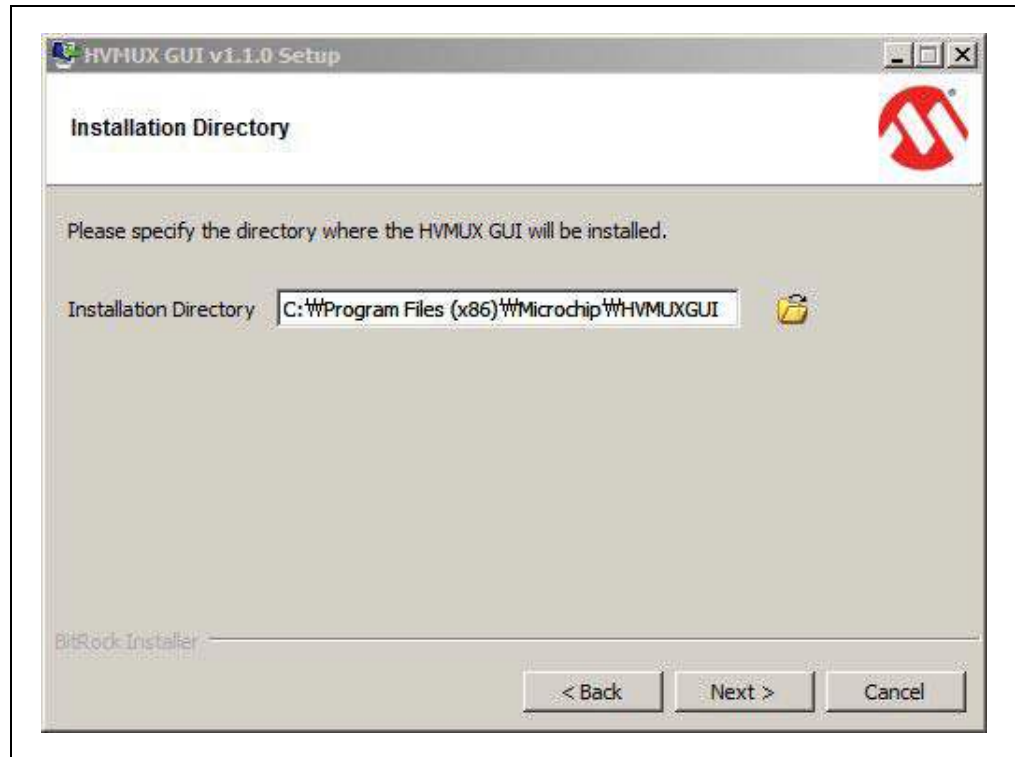 HVMUX GUI v1.1.0 Setup
Installation Directory
Please specify the directory where the HVMUX GUI will be installed.
Installation Directory C:₩Program Files (x86)₩Microchip₩HVMUXGUI
BitRock Installer
< Back Next > Cancel